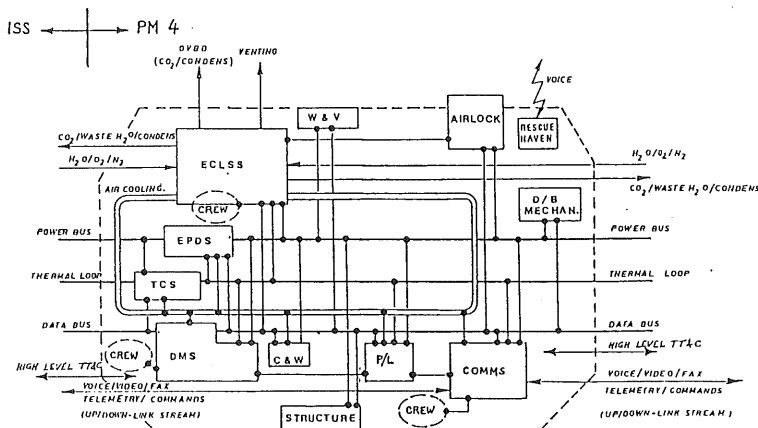 ISS PM 4
OVBD
(CO2/CONDENS)
VENTING
VOICE
W & V
AIRLOCK
RESCUE
HAVEN
CO2/WASTE H2O/CONDENS
H2O/O2/N2
ECLSS
H2O/O2/N2
CO2/WASTE H2O/CONDENS
AIR COOLING.
CREW
D/B
MECHAN.
POWER BUS
EPDS
POWER BUS
THERMAL LOOP
TCS
THERMAL LOOP
DATA BUS
DATA BUS
CREW
DMS
C & W
P/L
COMMS
HIGH LEVEL TT&C
HIGH LEVEL TT&C
VOICE/VIDEO/FAX
TELEMETRY/COMMANDS
(UP/DOWN-LINK STREAM)
VOICE/VIDEO/FAX
TELEMETRY/COMMANDS
(UP/DOWN-LINK STREAM)
STRUCTURE
CREW